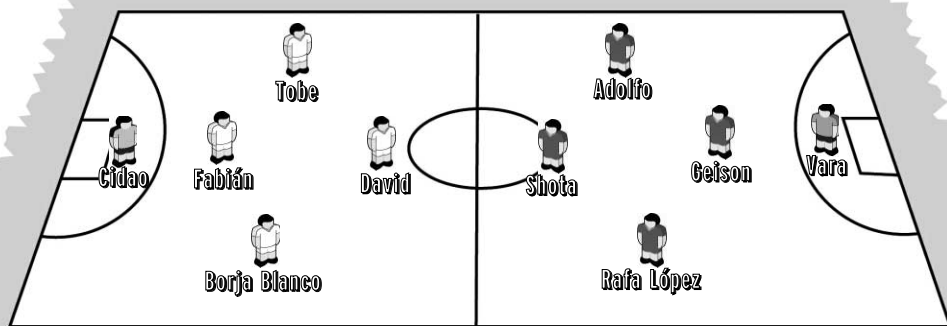 Tobe
Adolfo
Cidao
Fabián
David
Shota
Geison
Vara
Borja Blanco
Rafa López